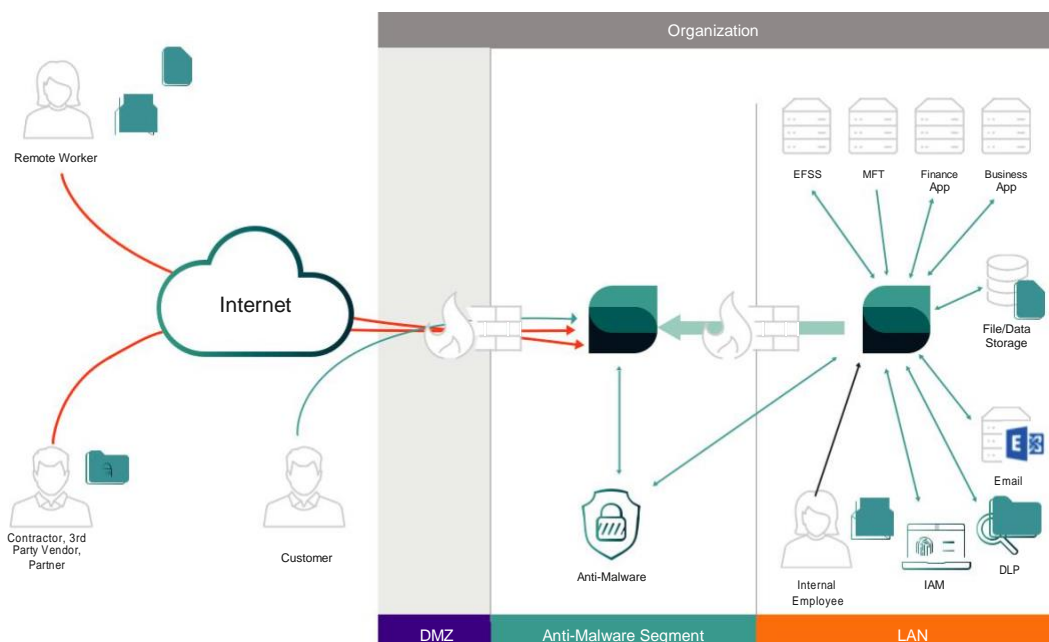 Organization
Remote Worker
EFSS
MFT
Finance
App
Business
App
Internet
File/Data
Storage
Email
Contractor, 3rd
Party Vendor,
Partner
Customer
Anti-Malware
Internal
Employee
IAM
DLP
DMZ
Anti-Malware Segment
LAN